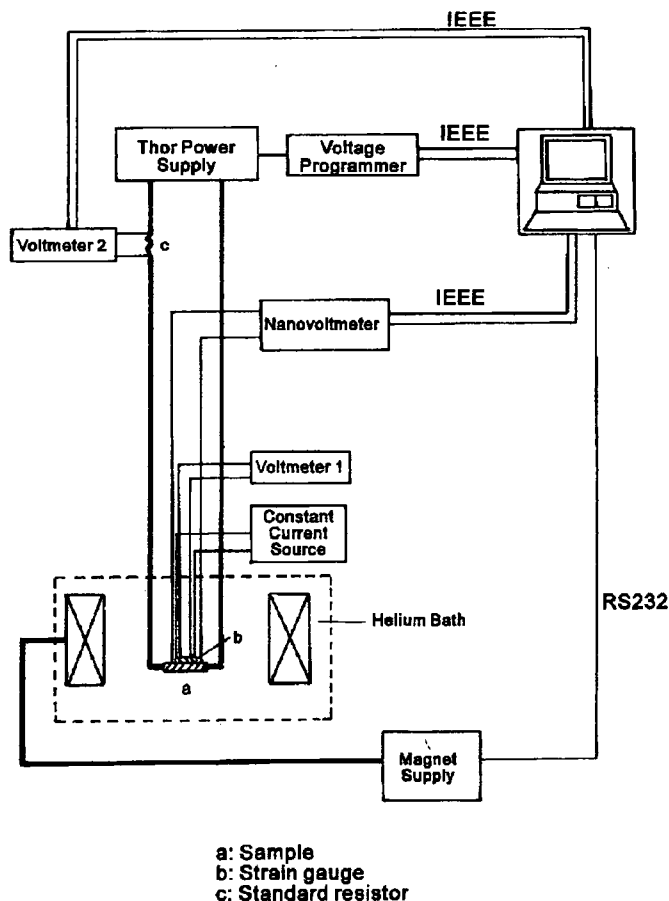 IEEE
Thor Power
Supply
Voltage
Programmer
IEEE
Voltmeter 2
c
IEEE
Nanovoltmeter
Voltmeter 1
Constant
Current
Source
RS232
Helium Bath
b
a
Magnet
Supply
a: Sample
b: Strain gauge
c: Standard resistor